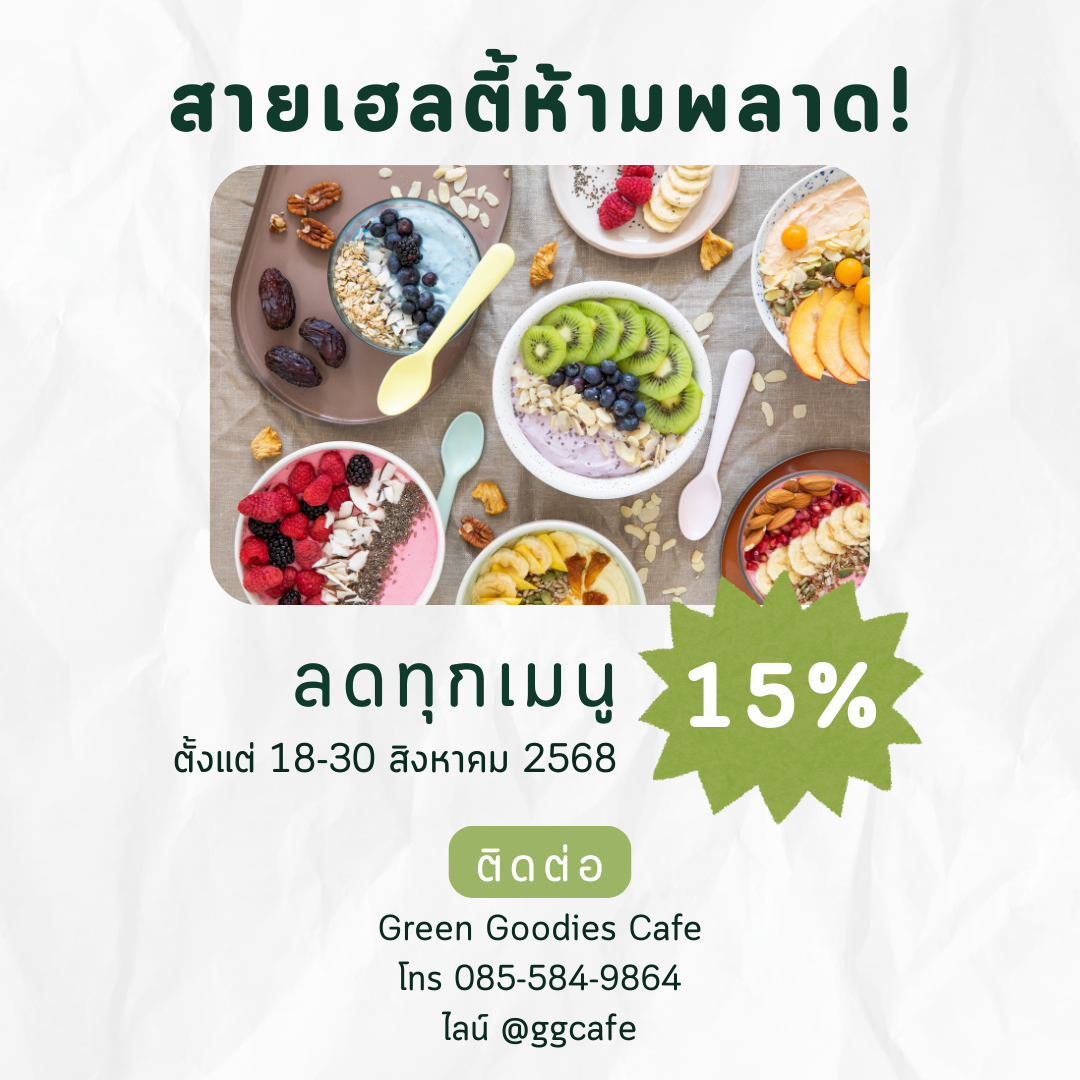 สายเฮลตี้ห้ามพลาด!
ลดทุกเมนู
15%
ตั้งแต่ 18-30 สิงหาคม 2568
ติดต่อ
Green Goodies Cafe
โทร 085-584-9864
ไลน์ @ggcafe